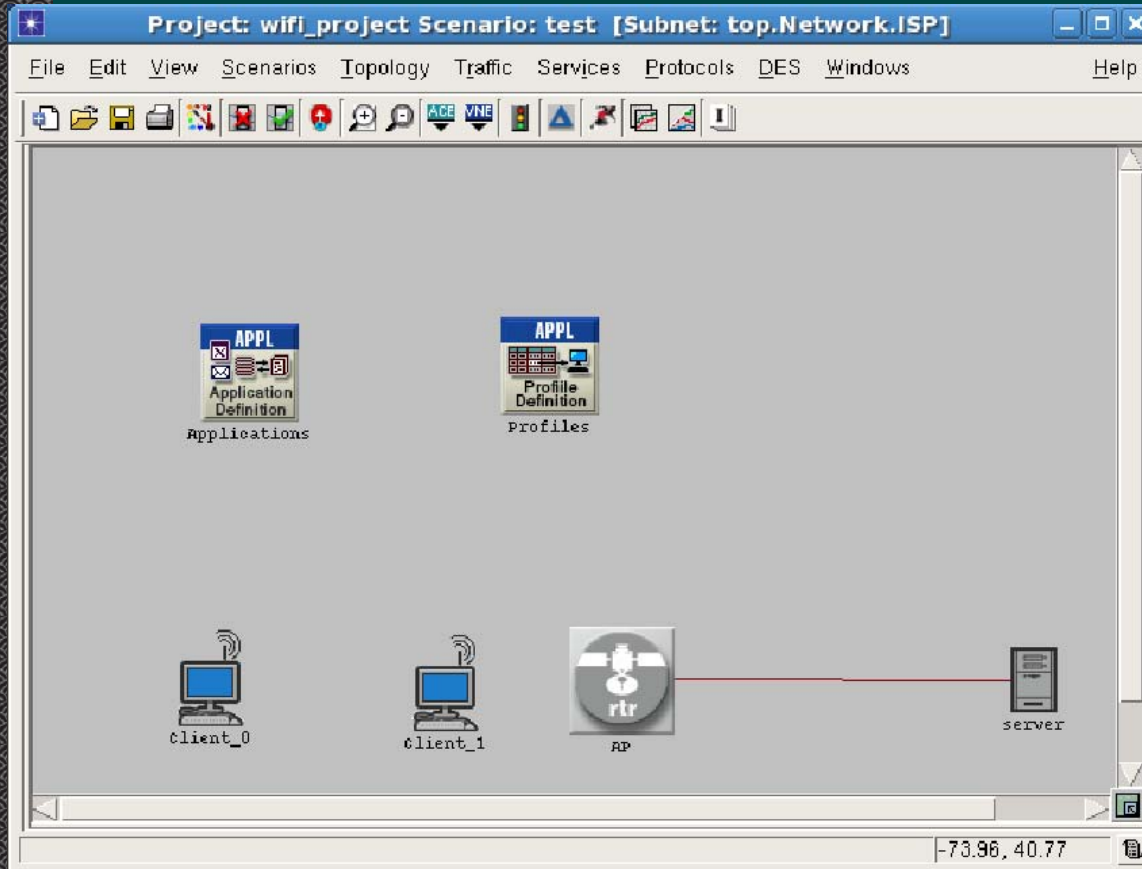 Project: wifi_project Scenario: test [Subnet: top.Network.ISP]
File Edit View Scenarios Topology Traffic Services Protocols DES Windows Help
ACE VNE
APPL
Application
Definition
Applications
APPL
Profiile
Definition
Profiles
Client_0
Client_1
rtr
AP
server
-73.96, 40.77